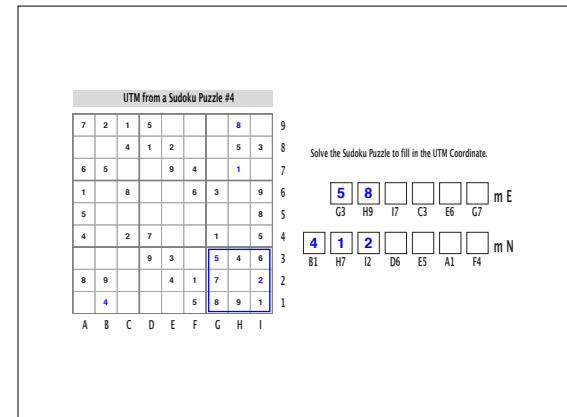 UTM from a Sudoku Puzzle #4
7 2 1 5 8 9
4 1 2 5 3 8
6 5 9 4 1 7
1 8 6 3 9 6
5 8 5
4 2 7 1 5 4
9 3 5 4 6 3
8 9 4 1 7 2 2
4 5 8 9 1 1
A B C D E F G H I
Solve the Sudoku Puzzle to fill in the UTM Coordinate.
5 8 m E
G3 H9 I7 C3 E6 G7
4 1 2 m N
B1 H7 I2 D6 E5 A1 F4